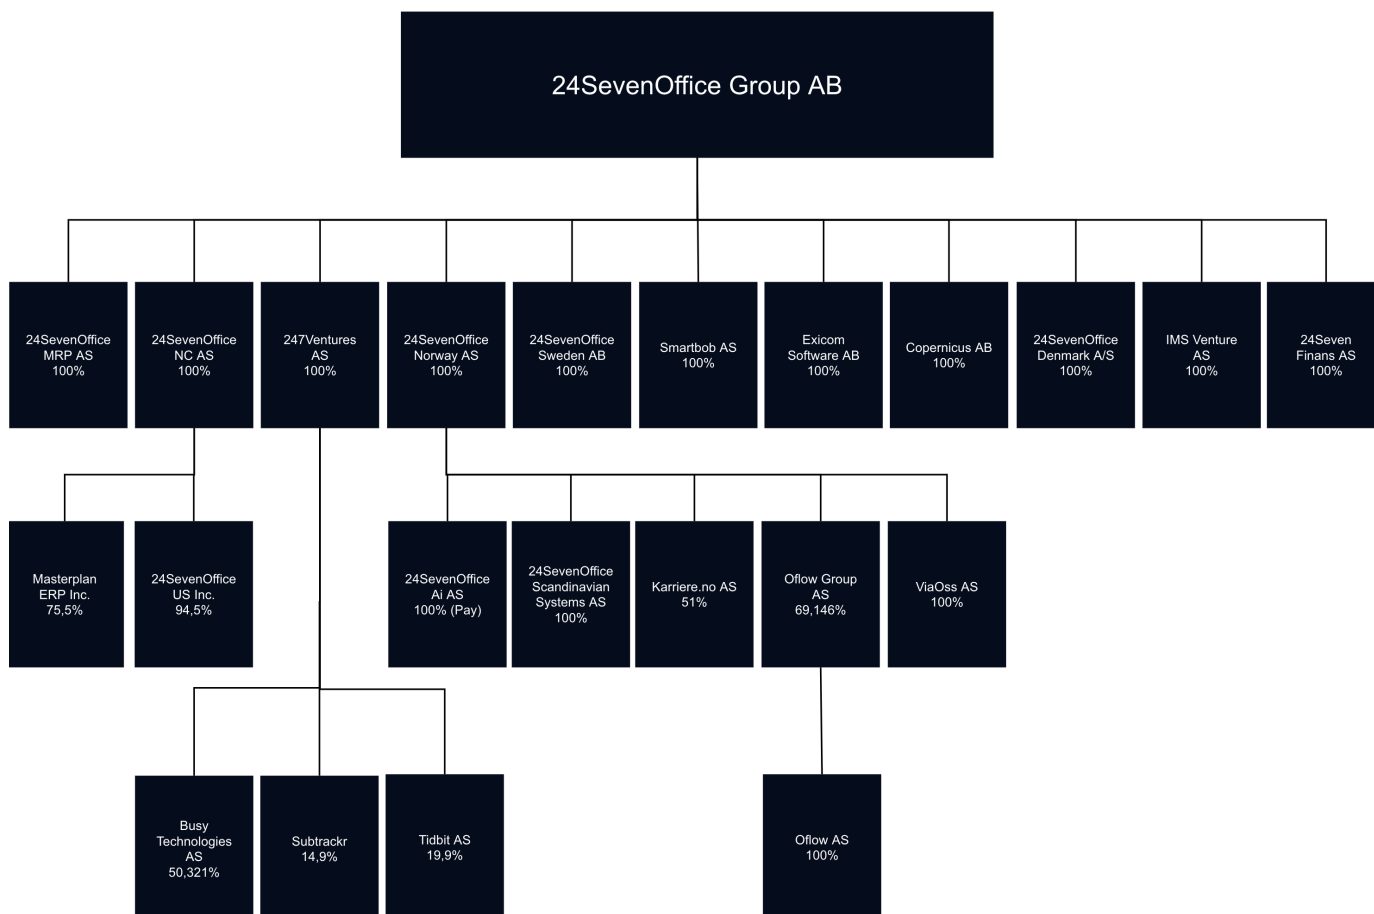 24SevenOffice Group AB
24SevenOffice
MRP AS
100%
24SevenOffice
NC AS
100%
247Ventures
AS
100%
24SevenOffice
Norway AS
100%
24SevenOffice
Sweden AB
100%
Smartbob AS
100%
Exicom
Software AB
100%
Copernicus AB
100%
24SevenOffice
Denmark A/S
100%
IMS Venture
AS
100%
24Seven
Finans AS
100%
Masterplan
ERP Inc.
75,5%
24SevenOffice
US Inc.
94,5%
24SevenOffice
Ai AS
100% (Pay)
24SevenOffice
Scandinavian
Systems AS
100%
Karriere.no AS
51%
Oflow Group
AS
69,146%
ViaOss AS
100%
Busy
Technologies
AS
50,321%
Subtrackr
14,9%
Tidbit AS
19,9%
Oflow AS
100%